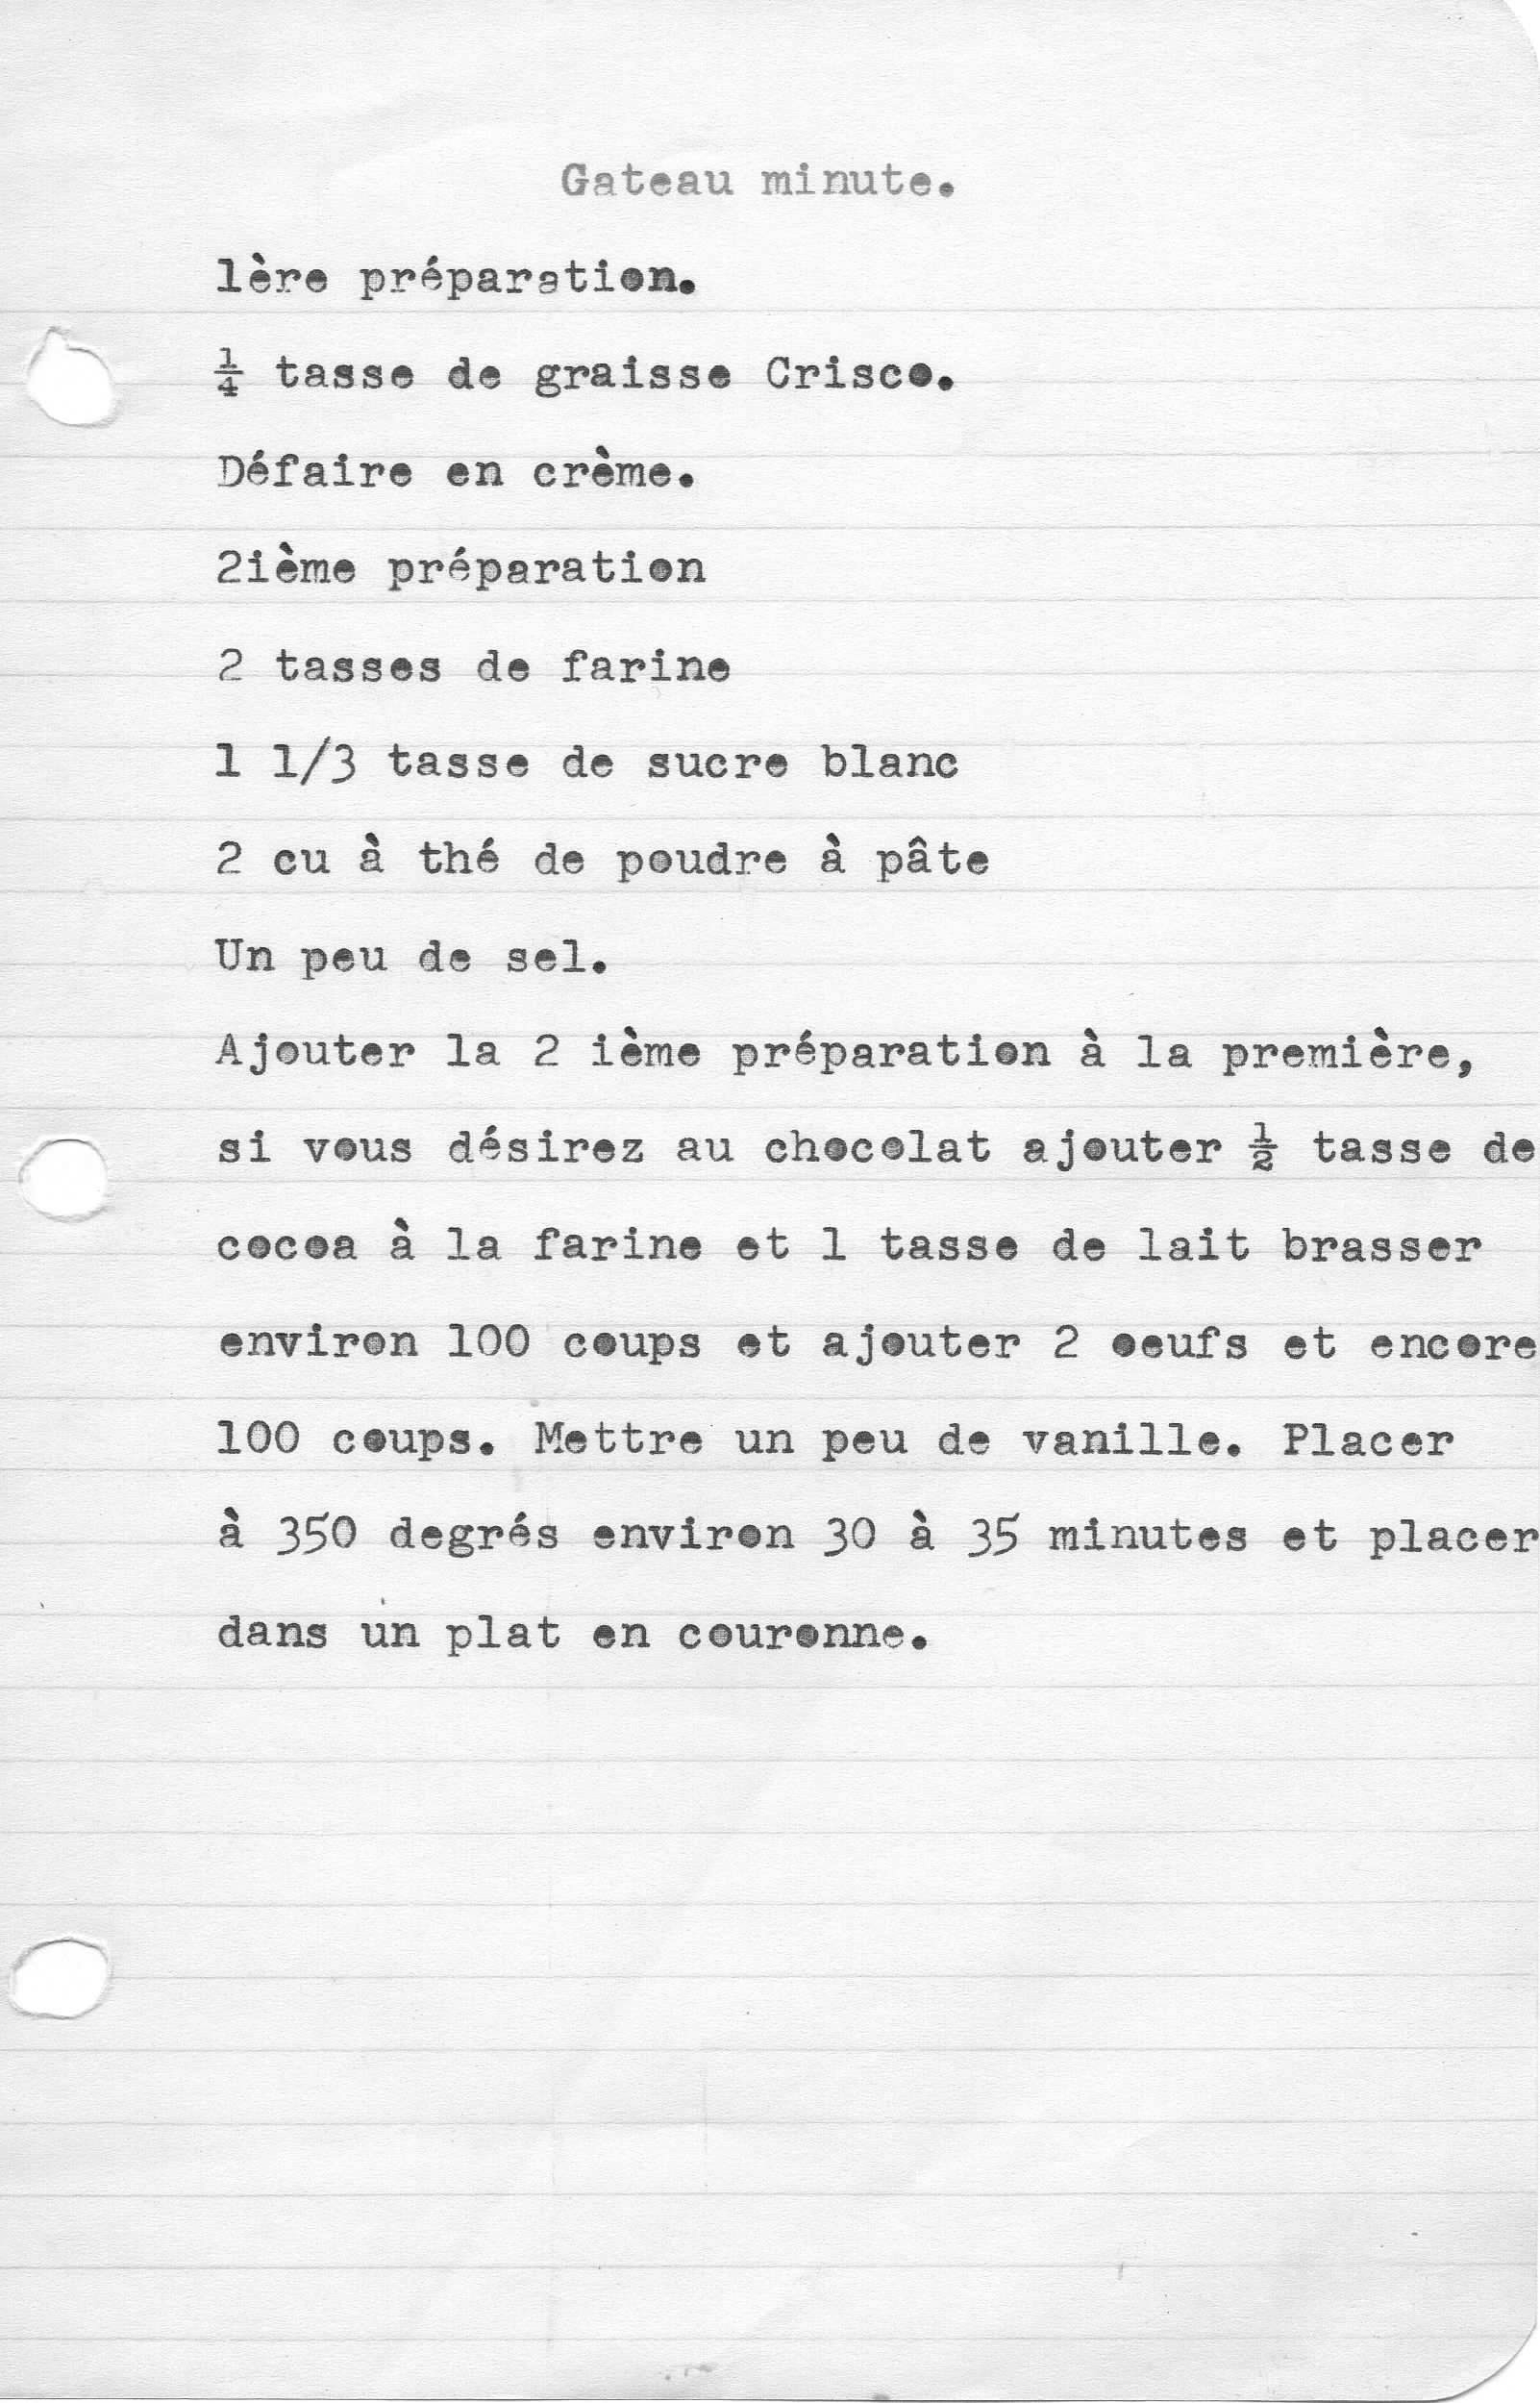 Gateau minute.
1ère préparation.
¼ tasse de graisse Crisco.
Défaire en crème.
2ième préparation
2 tasses de farine
1 1/3 tasse de sucre blanc
2 cu à thé de poudre à pâte
Un peu de sel.
Ajouter la 2 ième préparation à la première,
si vous désirez au chocolat ajouter ½ tasse de
cocoa à la farine et 1 tasse de lait brasser
environ 100 coups et ajouter 2 oeufs et encore
100 coups. Mettre un peu de vanille. Placer
à 350 degrés environ 30 à 35 minutes et placer
dans un plat en couronne.